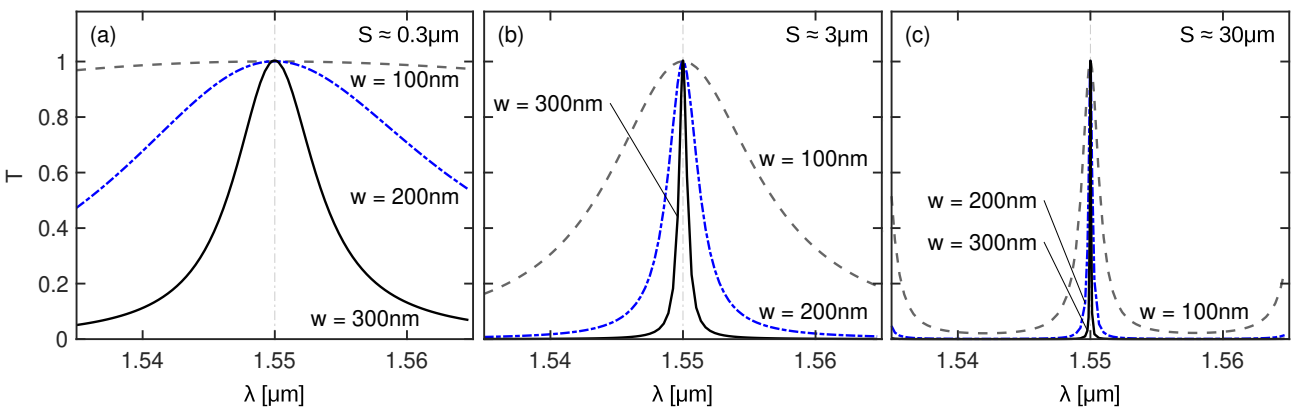 (a)
S ≈ 0.3μm
w = 100nm
w = 200nm
w = 300nm
(b)
S ≈ 3μm
w = 300nm
w = 100nm
w = 200nm
(c)
S ≈ 30μm
w = 200nm
w = 300nm
w = 100nm
T
1
0.8
0.6
0.4
0.2
0
1.54 1.55 1.56
1.54 1.55 1.56
1.54 1.55 1.56
λ [μm]
λ [μm]
λ [μm]